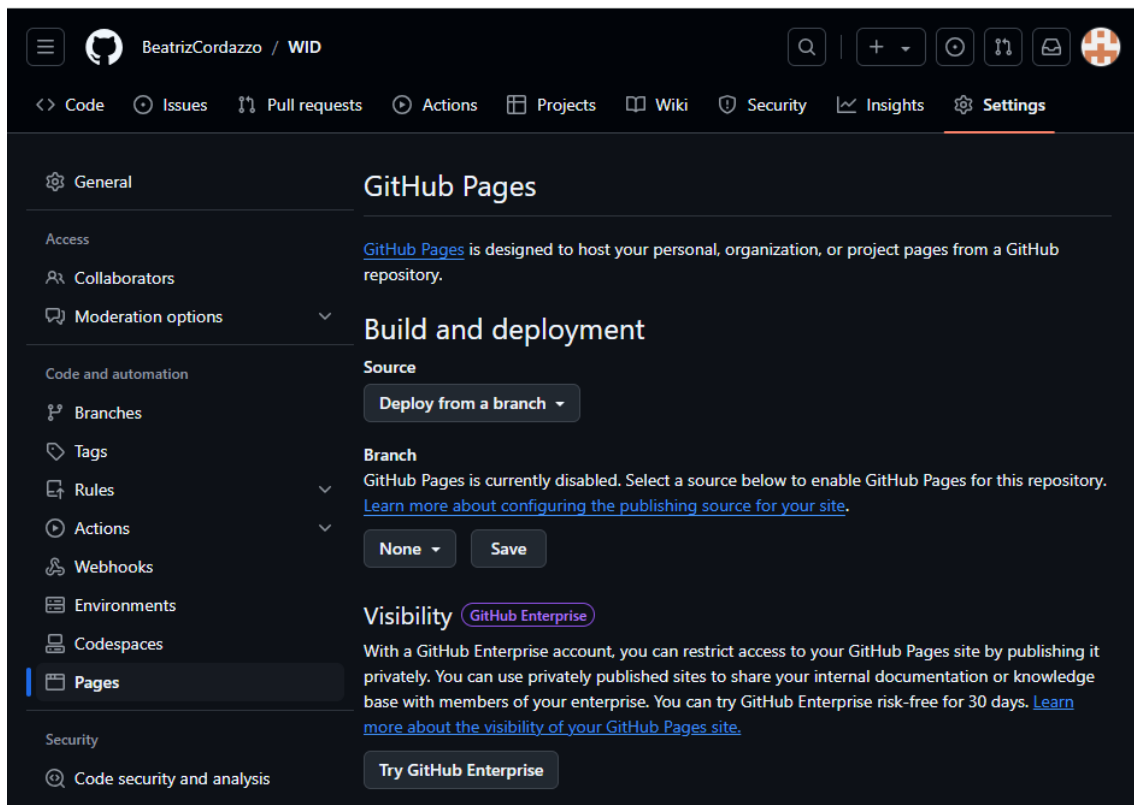 BeatrizCordazzo / WID
Code Issues Pull requests Actions Projects Wiki Security Insights Settings
General
Access
Collaborators
Moderation options
Code and automation
Branches
Tags
Rules
Actions
Webhooks
Environments
Codespaces
Pages
Security
Code security and analysis
GitHub Pages
GitHub Pages is designed to host your personal, organization, or project pages from a GitHub
repository.
Build and deployment
Source
Deploy from a branch
Branch
GitHub Pages is currently disabled. Select a source below to enable GitHub Pages for this repository.
Learn more about configuring the publishing source for your site.
None Save
Visibility GitHub Enterprise
With a GitHub Enterprise account, you can restrict access to your GitHub Pages site by publishing it
privately. You can use privately published sites to share your internal documentation or knowledge
base with members of your enterprise. You can try GitHub Enterprise risk-free for 30 days. Learn
more about the visibility of your GitHub Pages site.
Try GitHub Enterprise